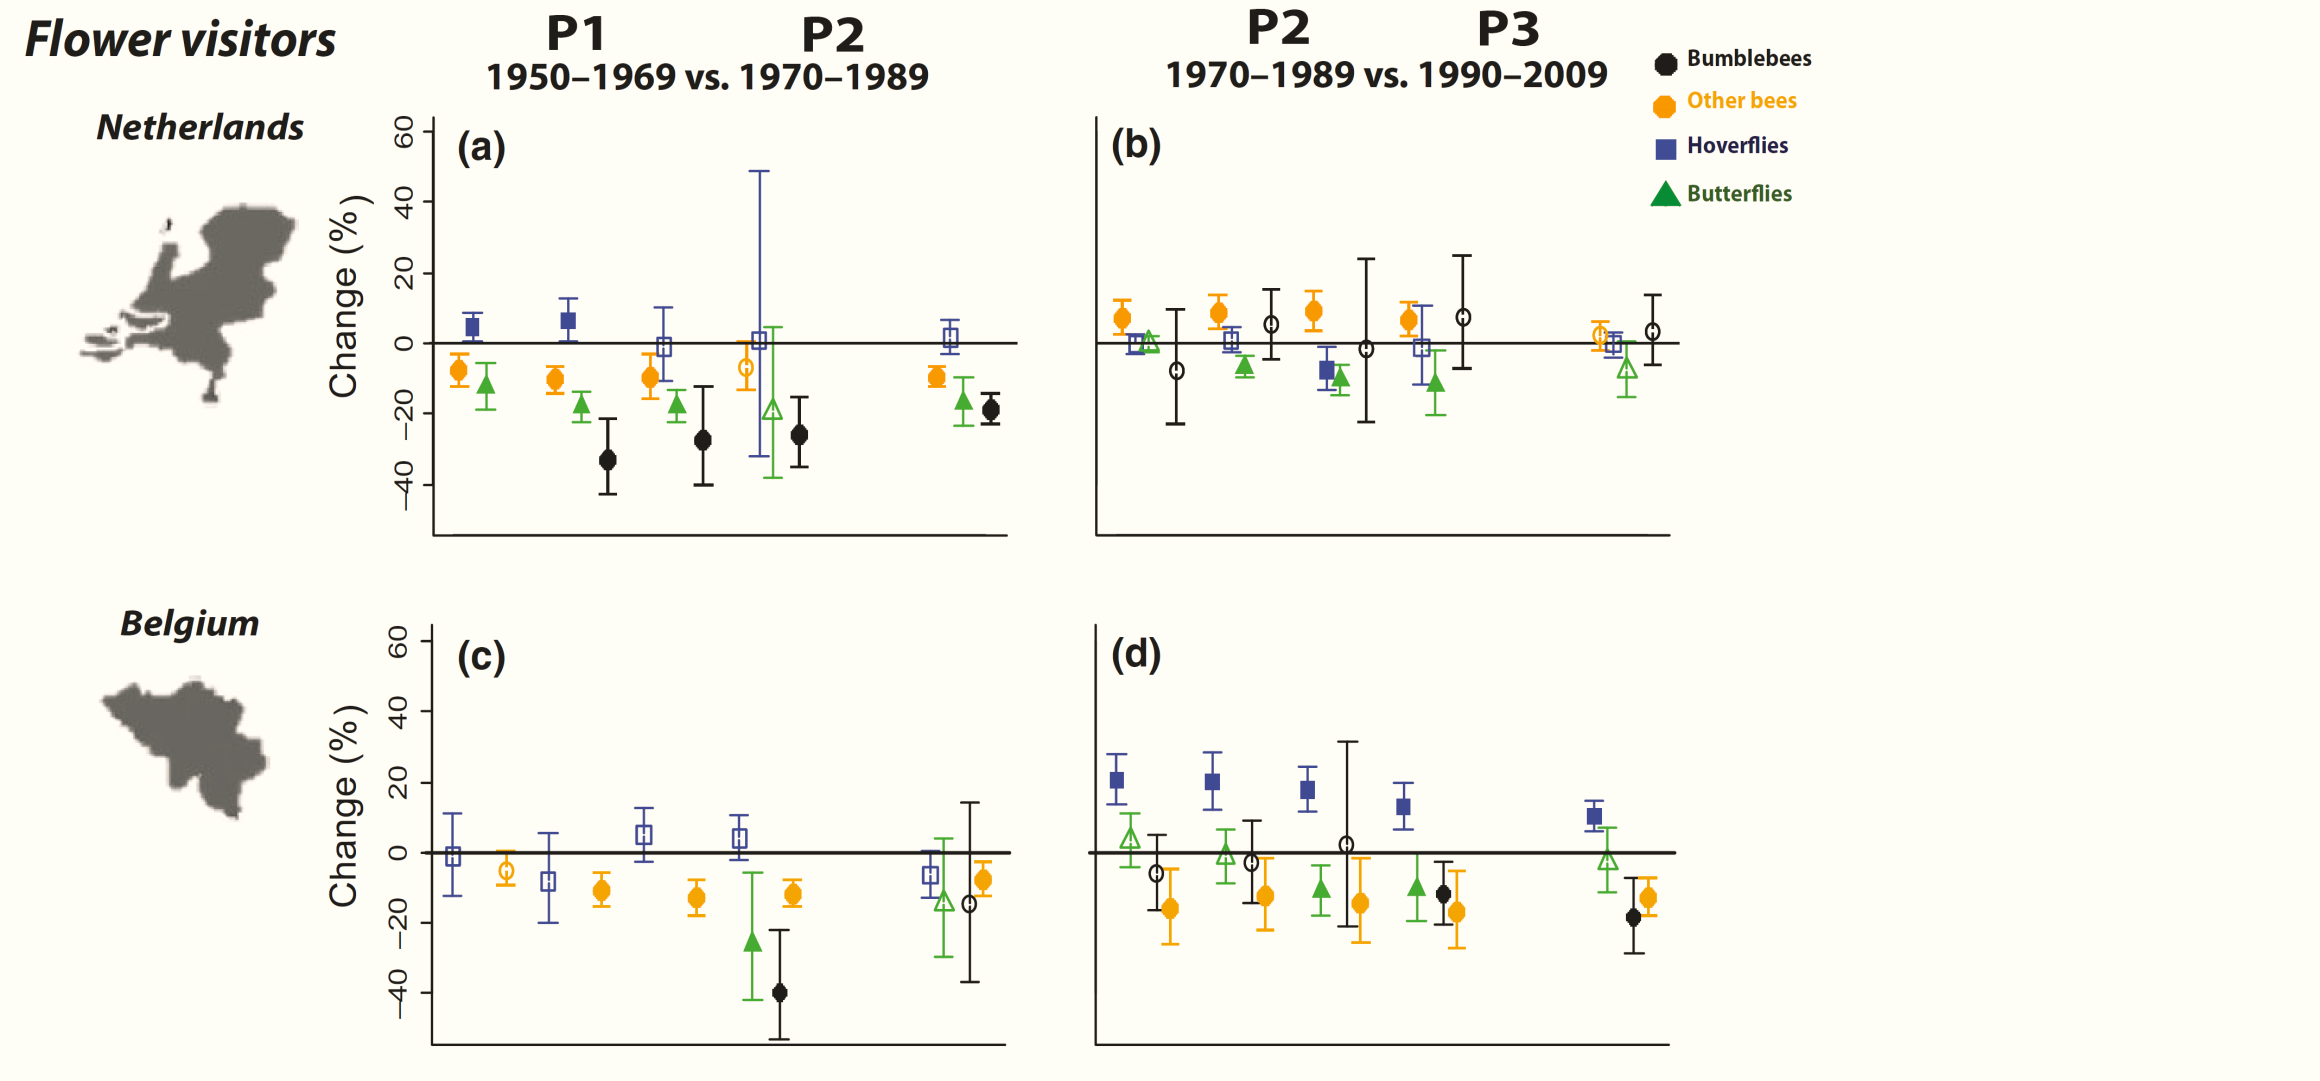 Flower visitors
P1 P2
1950–1969 vs. 1970–1989
P2 P3
1970–1989 vs. 1990–2009
Bumblebees
Other bees
Hoverflies
Butterflies
Netherlands
(a)
Change (%)
60
40
20
0
–20
–40
(b)
Belgium
(c)
Change (%)
60
40
20
0
–20
–40
(d)